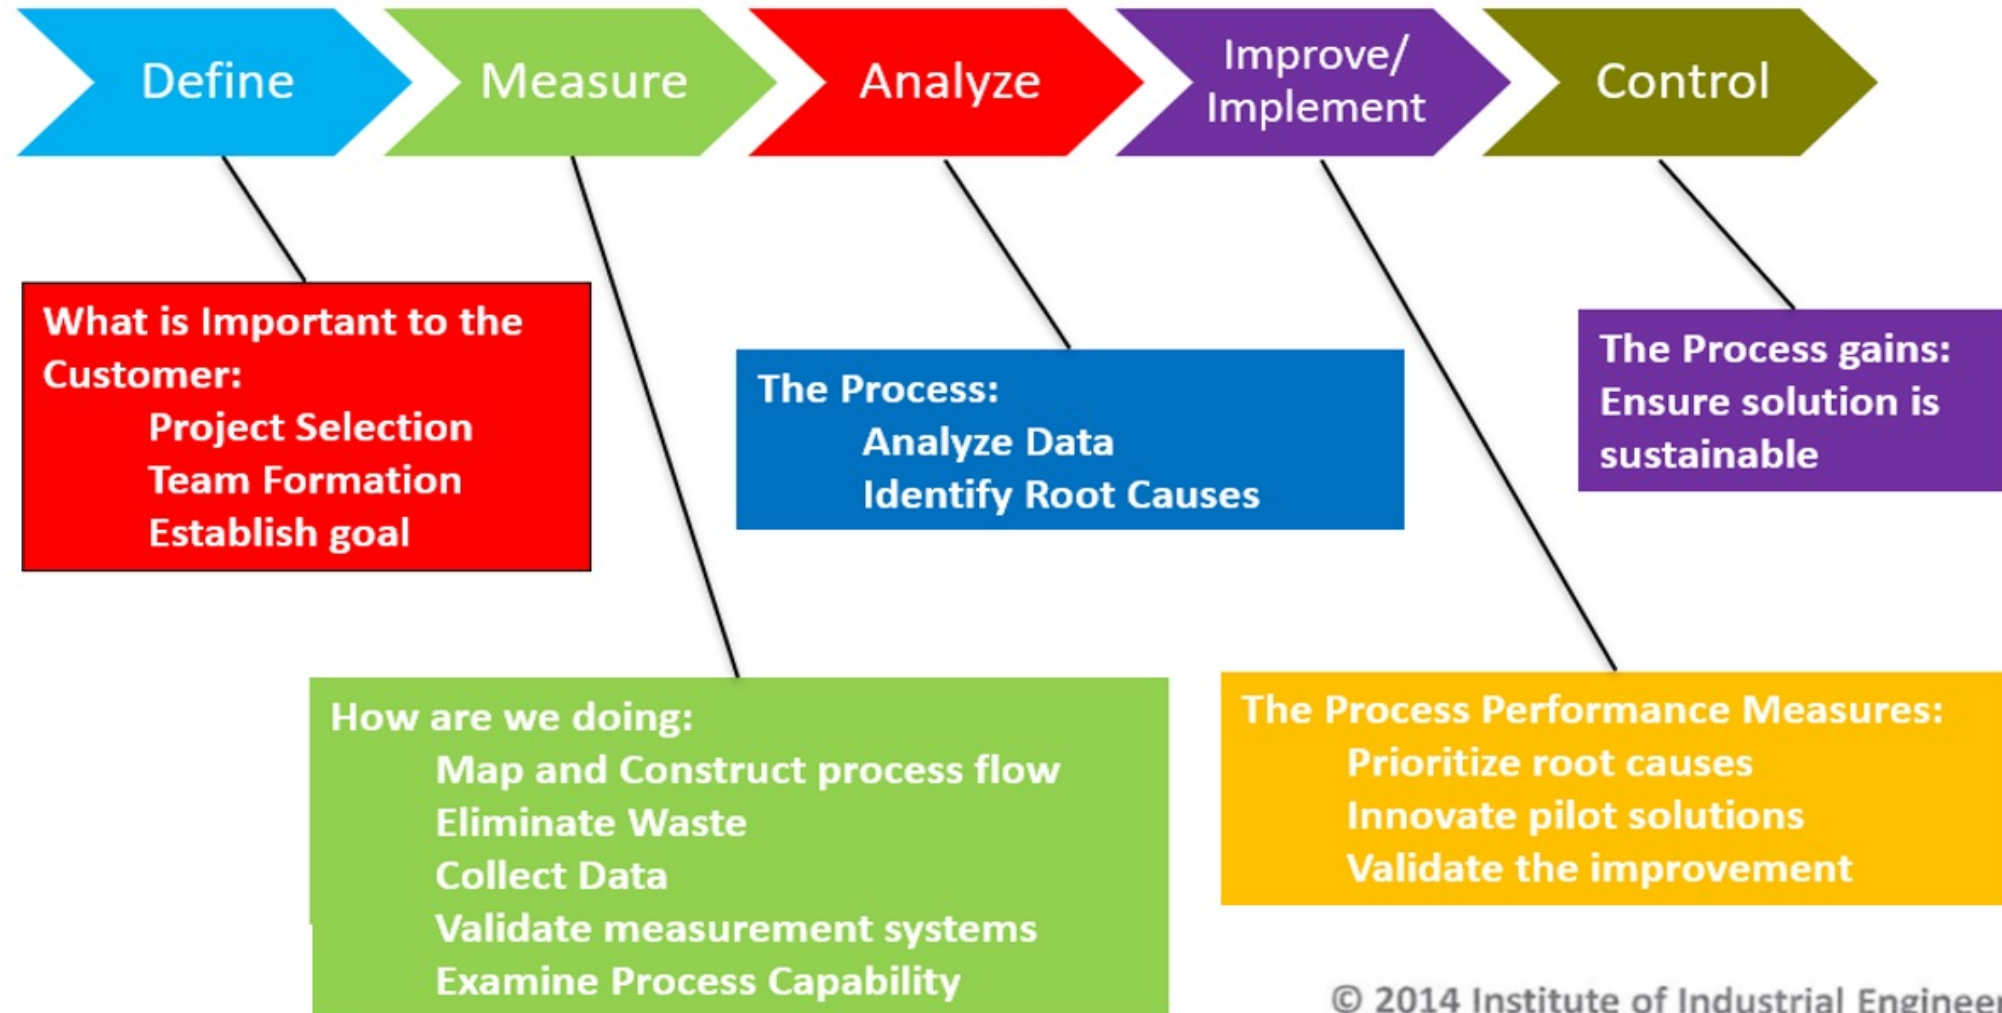 Define
Measure
Analyze
Improve/
Implement
Control
What is Important to the
Customer:
Project Selection
Team Formation
Establish goal
How are we doing:
Map and Construct process flow
Eliminate Waste
Collect Data
Validate measurement systems
Examine Process Capability
The Process:
Analyze Data
Identify Root Causes
The Process Performance Measures:
Prioritize root causes
Innovate pilot solutions
Validate the improvement
The Process gains:
Ensure solution is
sustainable
© 2014 Institute of Industrial Engineer